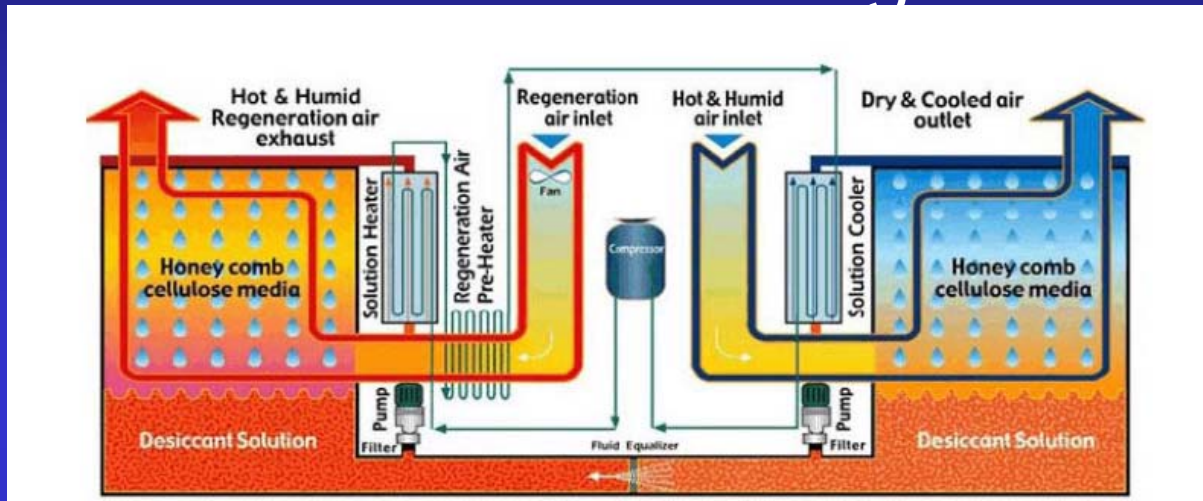 Hot & Humid
Regeneration air
exhaust
Regeneration
air inlet
Hot & Humid
air inlet
Dry & Cooled air
outlet
Fan
Solution Heater
Regeneration Air
Pre-Heater
Compressor
Solution Cooler
Honey comb
cellulose media
Honey comb
cellulose media
Pump
Filter
Pump
Filter
Desiccant Solution
Fluid Equalizer
Desiccant Solution